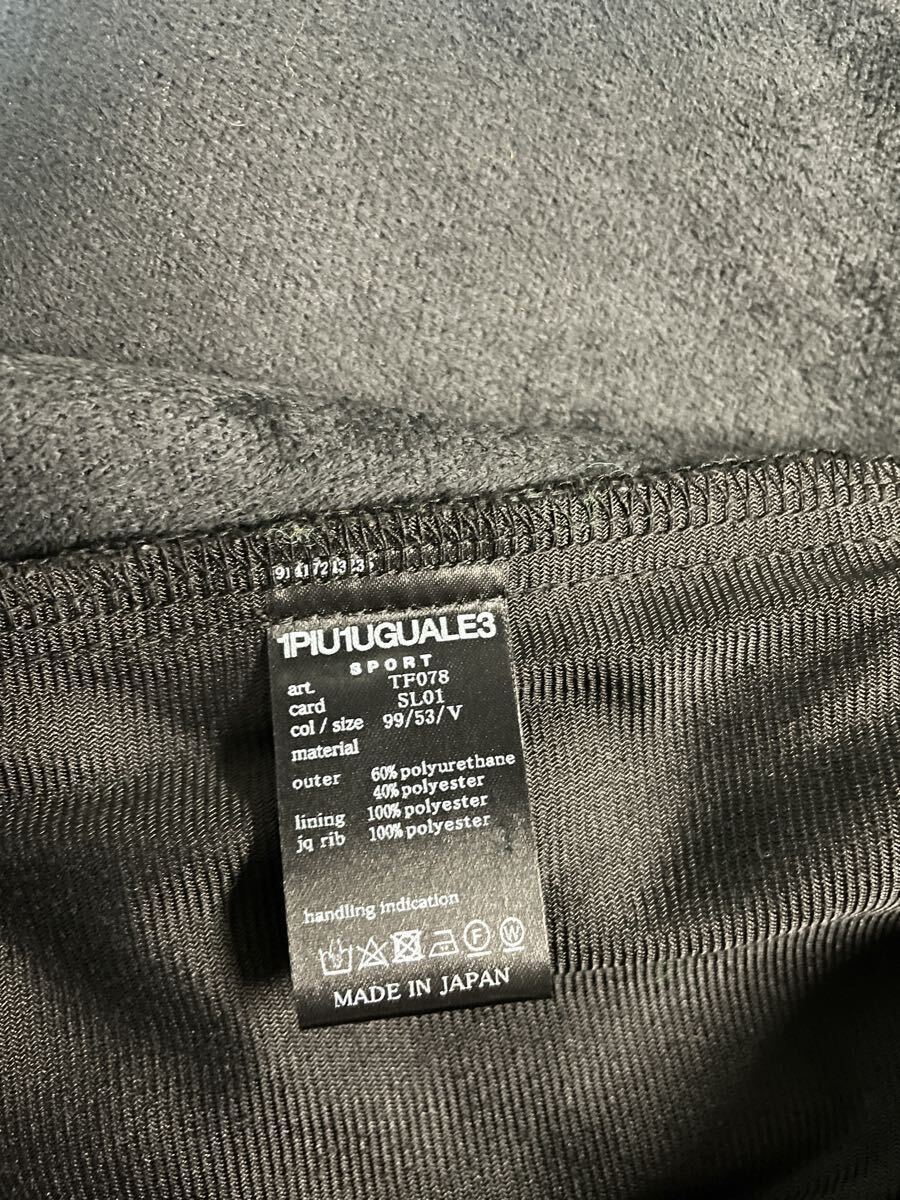 1PIU1UGUALE3
SPORT
art. TF078
card SL01
col / size 99/53/V
material
outer 60% polyurethane
40% polyester
lining 100% polyester
jq rib 100% polyester
handling indication
F W
MADE IN JAPAN